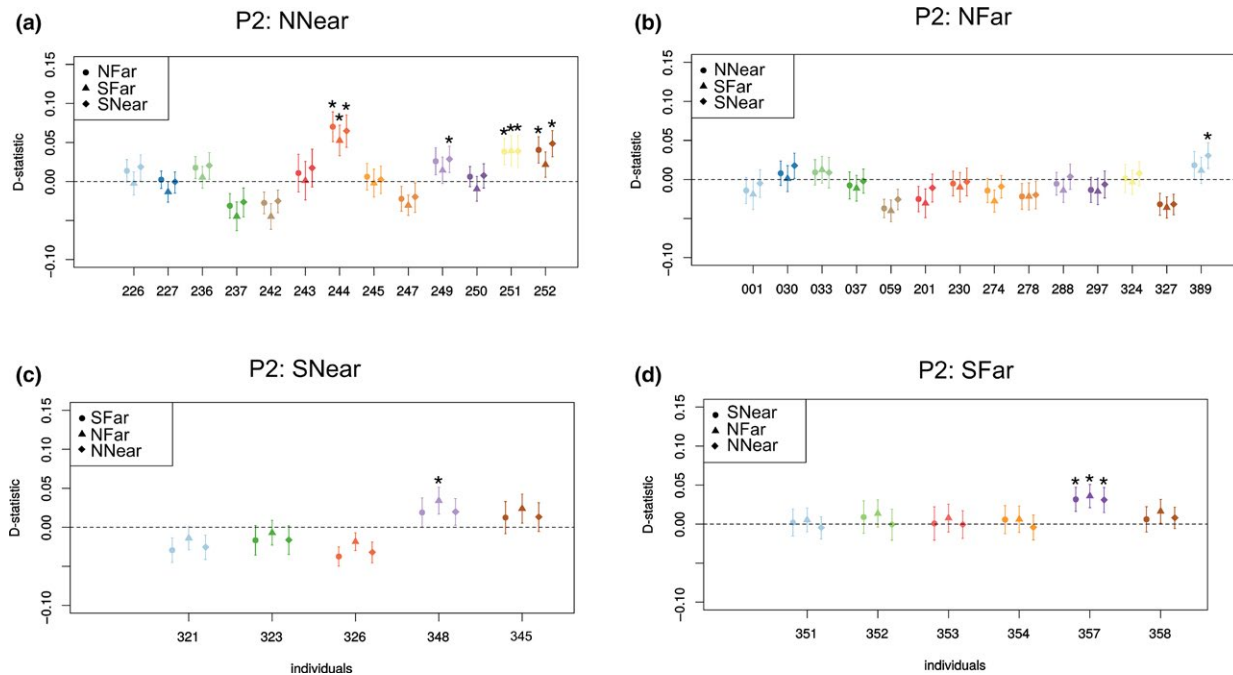 (a)
P2: NNear
D-statistic
0.15
0.10
0.05
0.00
−0.10
NFar
SFar
SNear
* * *
*
* * *
* *
226 227 236 237 242 243 244 245 247 249 250 251 252
(b)
P2: NFar
D-statistic
0.15
0.10
0.05
0.00
−0.10
NNear
SFar
SNear
*
001 030 033 037 059 201 230 274 278 288 297 324 327 389
(c)
P2: SNear
D-statistic
0.15
0.10
0.05
0.00
−0.10
SFar
NFar
NNear
*
321 323 326 348 345
individuals
(d)
P2: SFar
D-statistic
0.15
0.10
0.05
0.00
−0.10
SNear
NFar
NNear
* * *
351 352 353 354 357 358
individuals